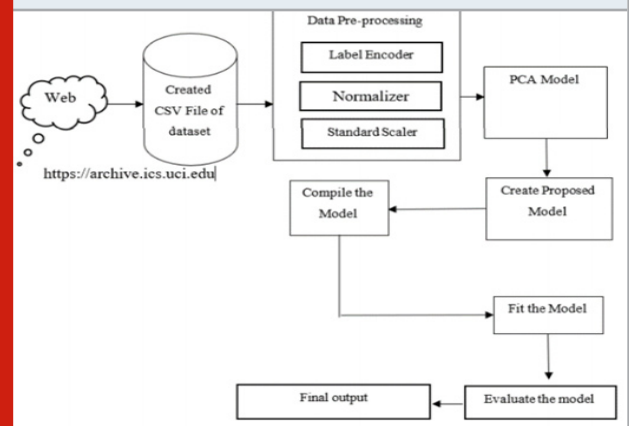 Web
https://archive.ics.uci.edu
Created
CSV File of
dataset
Data Pre-processing
Label Encoder
Normalizer
Standard Scaler
PCA Model
Create Proposed
Model
Compile the
Model
Fit the Model
Evaluate the model
Final output